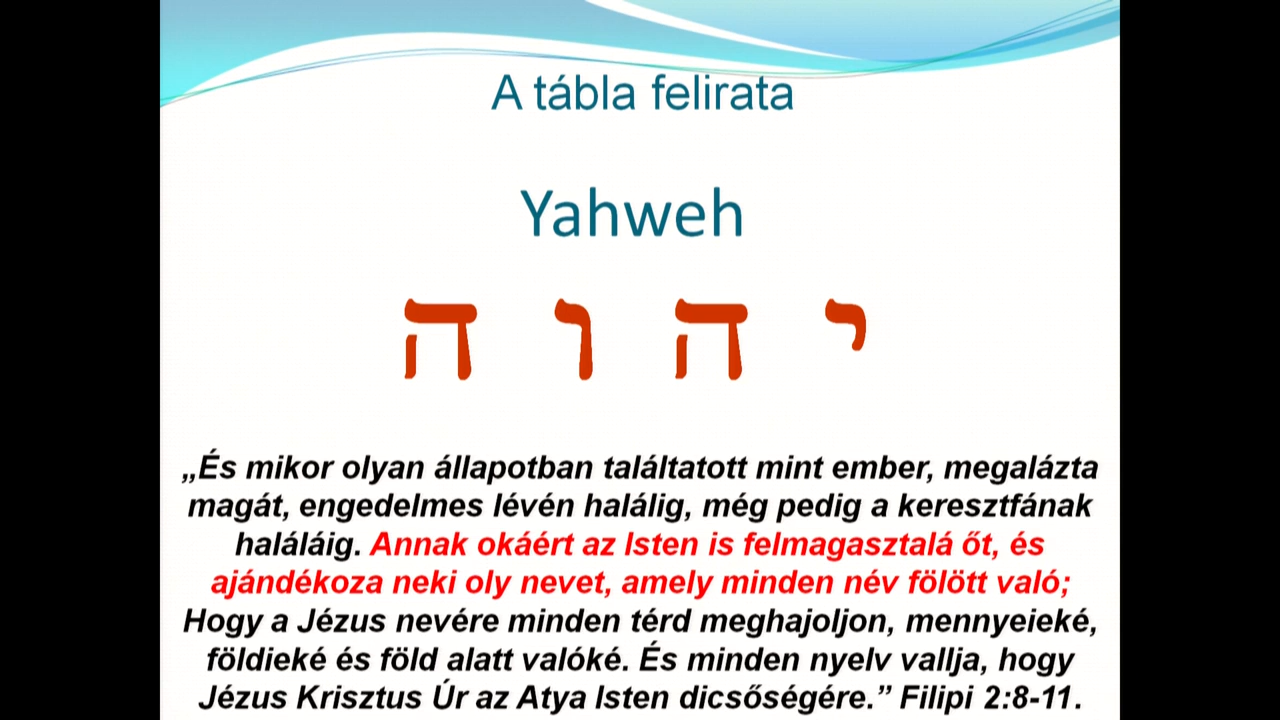 A tábla felirata
Yahweh
י ה ו ה
„És mikor olyan állapotban találtatott mint ember, megalázta
magát, engedelmes lévén halálig, még pedig a keresztfának
haláláig. Annak okáért az Isten is felmagasztalá őt, és
ajándékoza neki oly nevet, amely minden név fölött való;
Hogy a Jézus nevére minden térd meghajoljon, mennyeieké,
földieké és föld alatt valóké. És minden nyelv vallja, hogy
Jézus Krisztus Úr az Atya Isten dicsőségére.” Filipi 2:8-11.